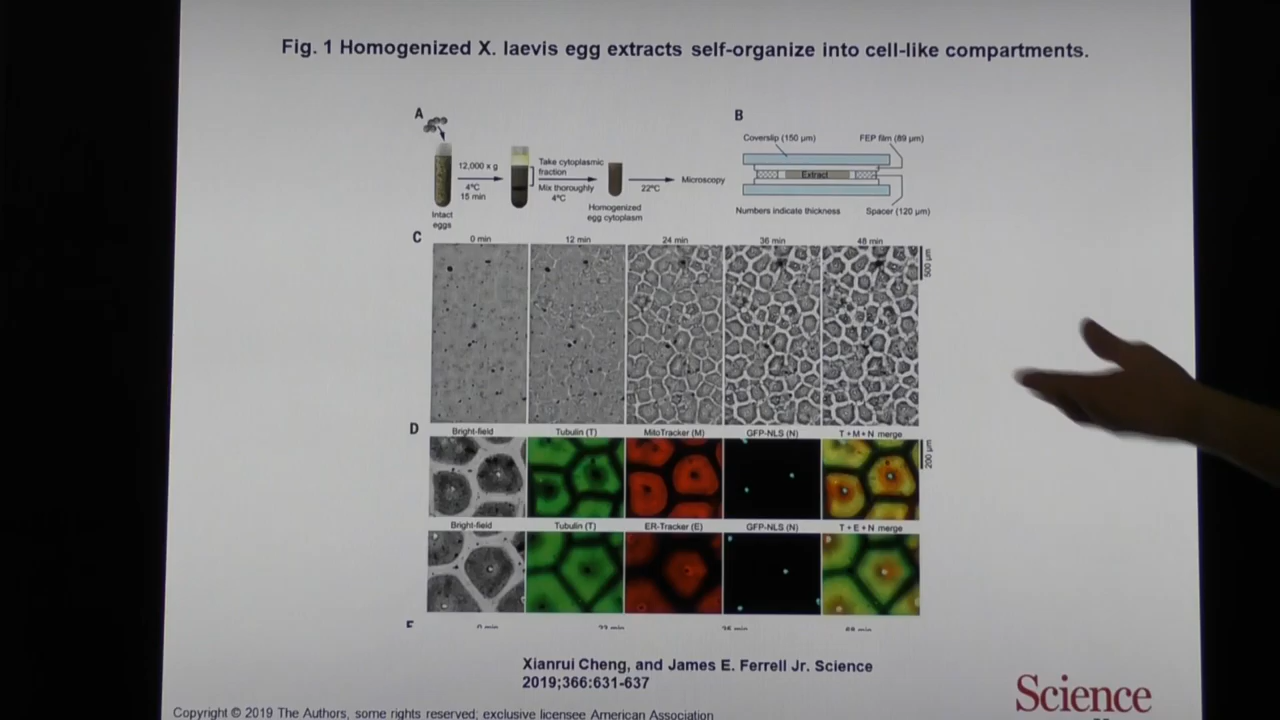 Fig. 1 Homogenized X. laevis egg extracts self-organize into cell-like compartments.
A
12,000 x g
4°C
15 min
Intact
eggs
Take cytoplasmic
fraction
Mix thoroughly
4°C
Homogenized
egg cytoplasm
22°C
Microscopy
B
Coverslip (150 µm)
FEP film (89 µm)
Extract
Numbers indicate thickness
Spacer (120 µm)
C
0 min
12 min
24 min
36 min
48 min
500 µm
D
Bright-field
Tubulin (T)
MitoTracker (M)
GFP-NLS (N)
T + M + N merge
200 µm
Bright-field
Tubulin (T)
ER-Tracker (E)
GFP-NLS (N)
T + E + N merge
Xianrui Cheng, and James E. Ferrell Jr. Science
2019;366:631-637
Science
Copyright © 2019 The Authors, some rights reserved; exclusive licensee American Association